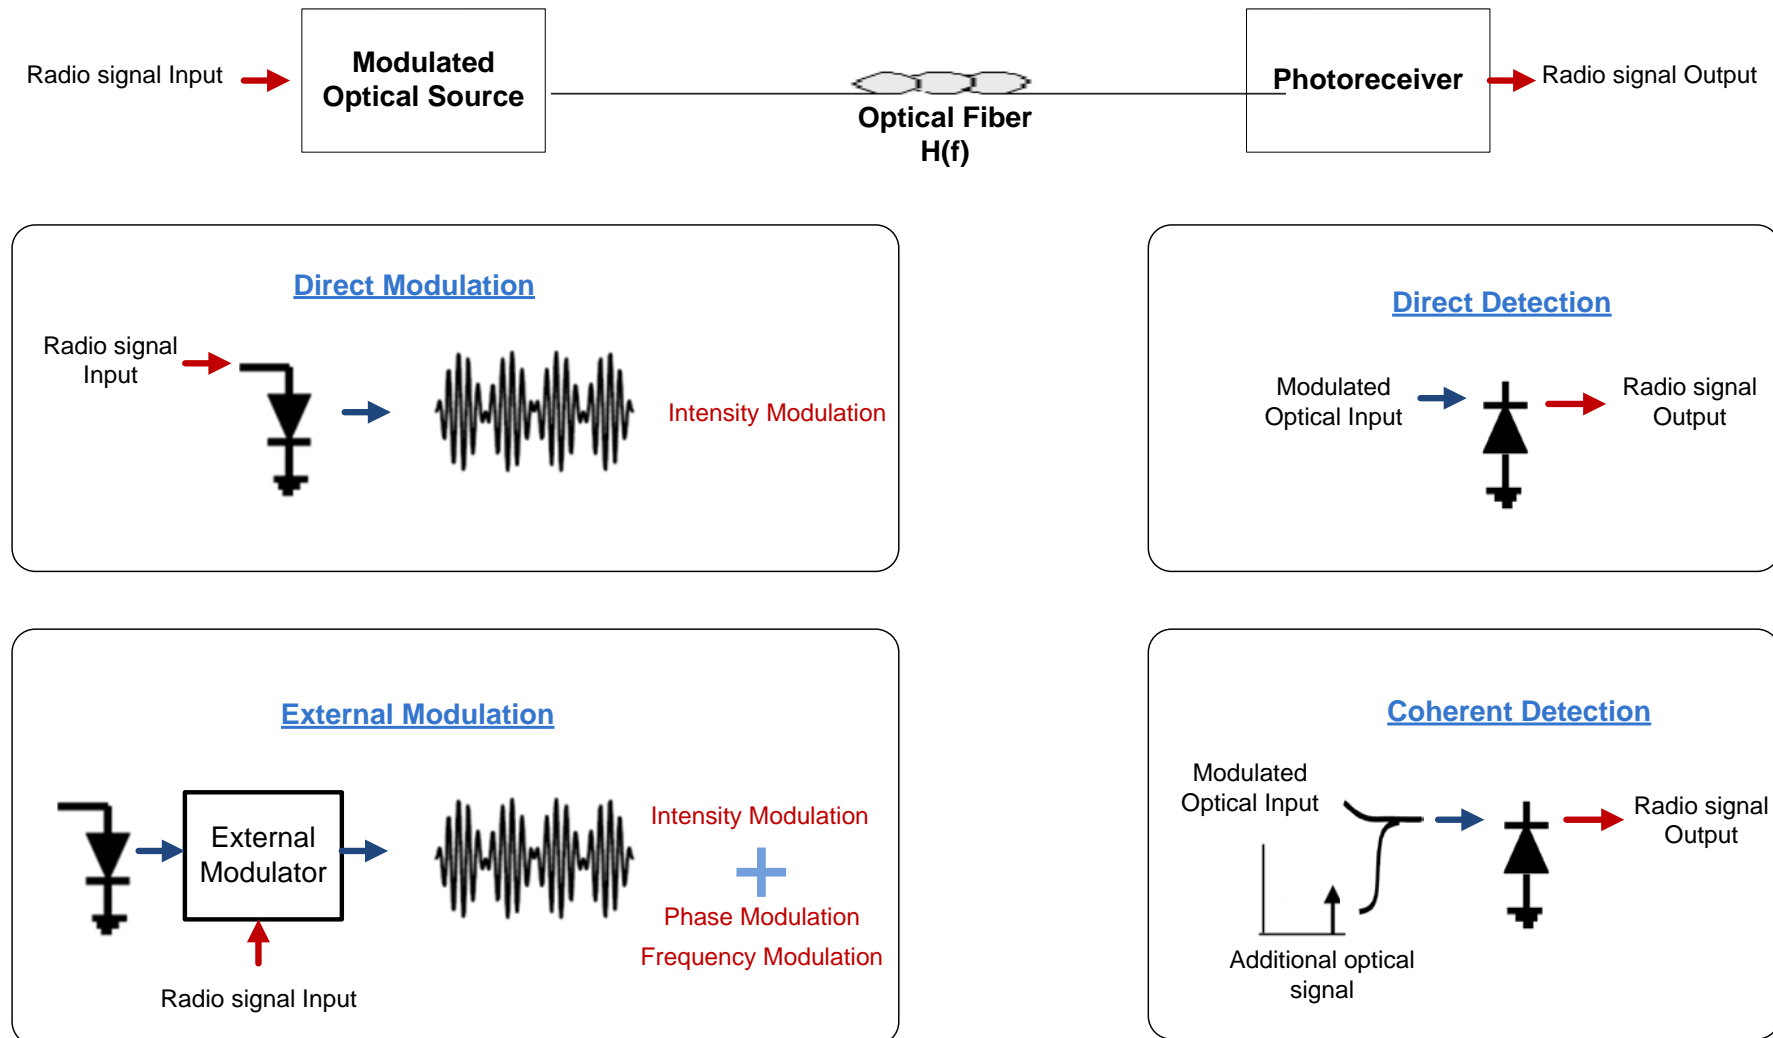 Radio signal Input
Modulated
Optical Source
Optical Fiber
H(f)
Photoreceiver
Radio signal Output
Direct Modulation
Radio signal
Input
Intensity Modulation
Direct Detection
Modulated
Optical Input
Radio signal
Output
External Modulation
External
Modulator
Radio signal Input
Intensity Modulation
+
Phase Modulation
Frequency Modulation
Coherent Detection
Modulated
Optical Input
Additional optical
signal
Radio signal
Output